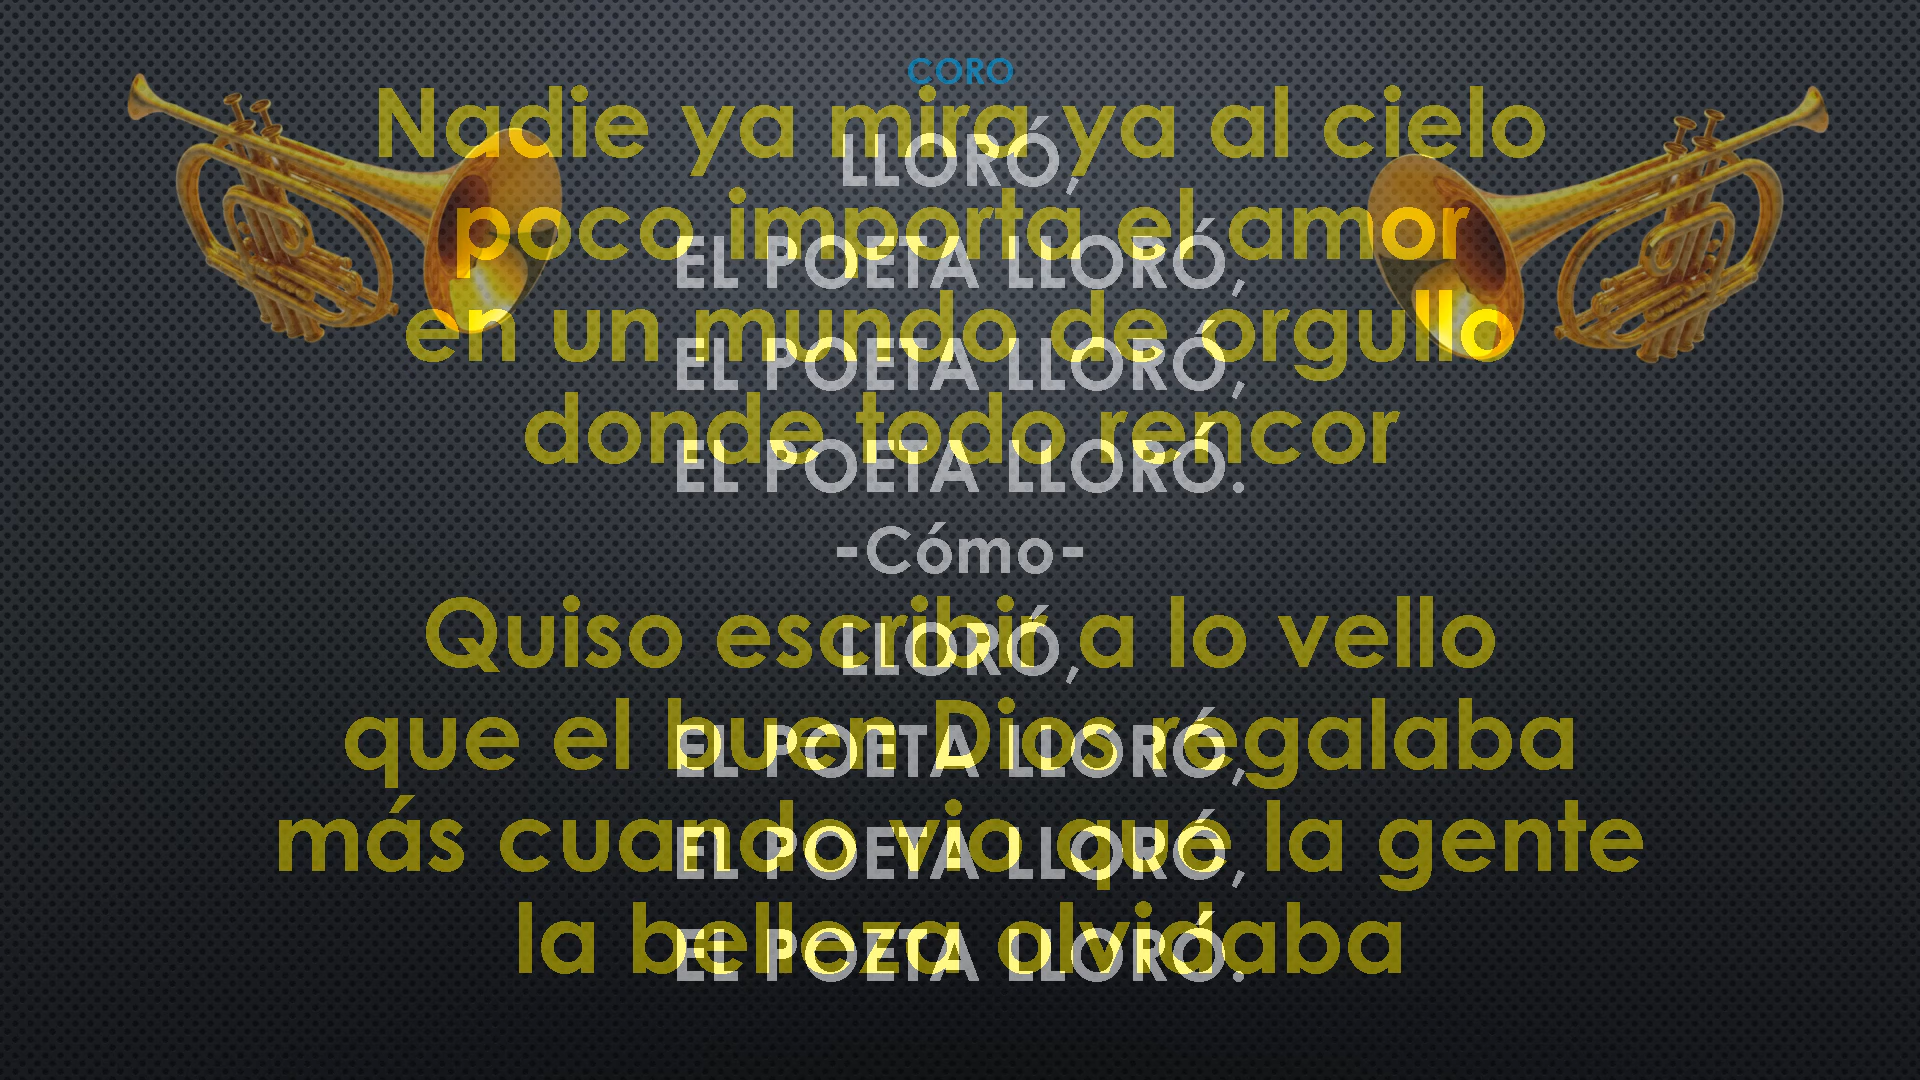 CORO
Nadie ya mira ya al cielo
LLORÓ,
poco importa el amor
EL POETA LLORÓ,
en un mundo de orgullo
EL POETA LLORÓ,
donde todo rencor
EL POETA LLORÓ.
-Cómo-
Quiso escribir a lo vello
LLORÓ,
que el buen Dios regalaba
EL POETA LLORÓ,
más cuando vio que la gente
EL POETA LLORÓ,
la belleza olvidaba
EL POETA LLORÓ.